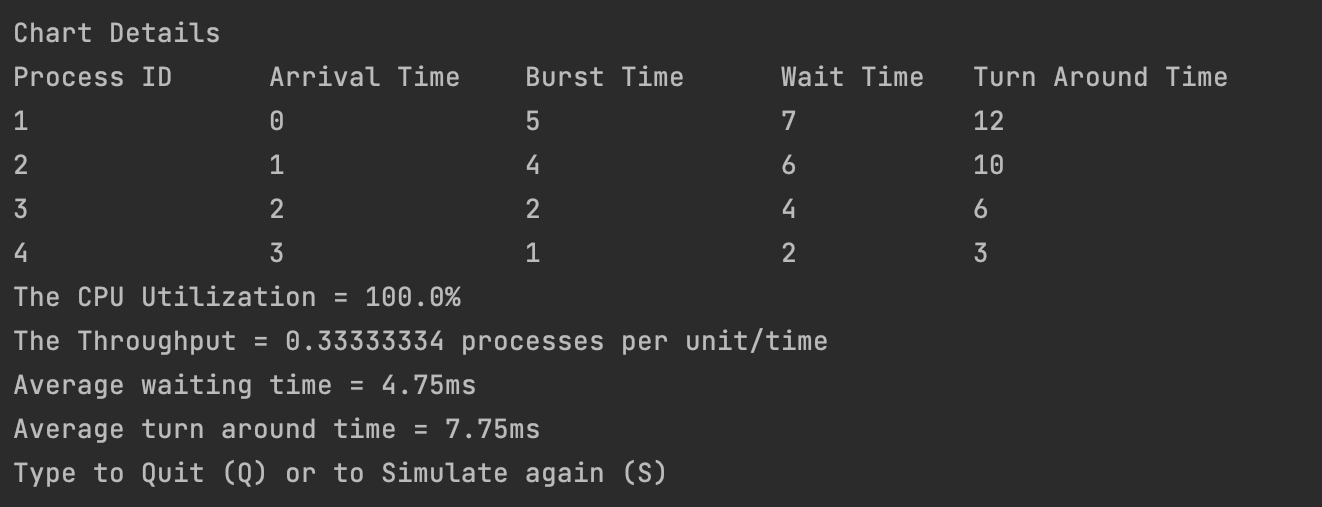 Chart Details
Process ID Arrival Time Burst Time Wait Time Turn Around Time
1 0 5 7 12
2 1 4 6 10
3 2 2 4 6
4 3 1 2 3
The CPU Utilization = 100.0%
The Throughput = 0.33333334 processes per unit/time
Average waiting time = 4.75ms
Average turn around time = 7.75ms
Type to Quit (Q) or to Simulate again (S)